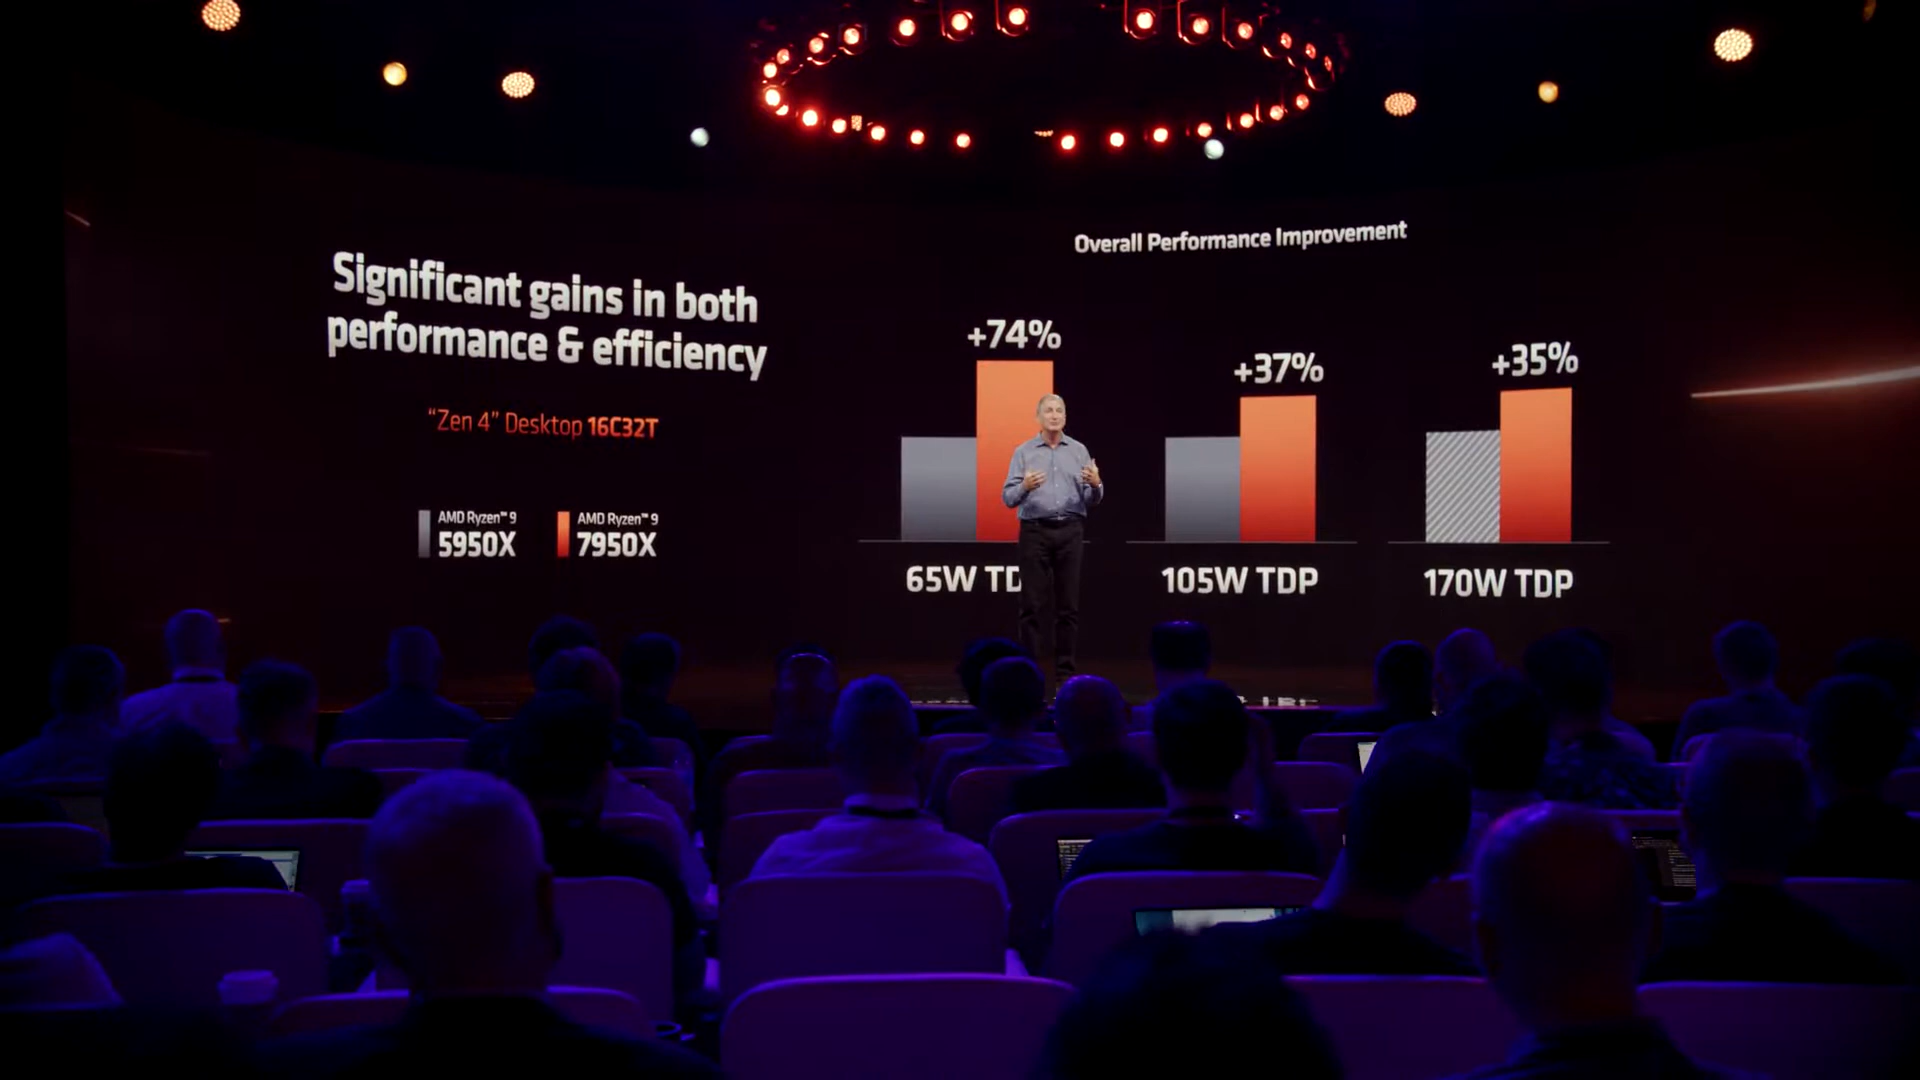 Significant gains in both
performance & efficiency
“Zen 4” Desktop 16C32T
AMD Ryzen™ 9
5950X
AMD Ryzen™ 9
7950X
Overall Performance Improvement
+74%
+37%
+35%
65W TD
105W TDP
170W TDP